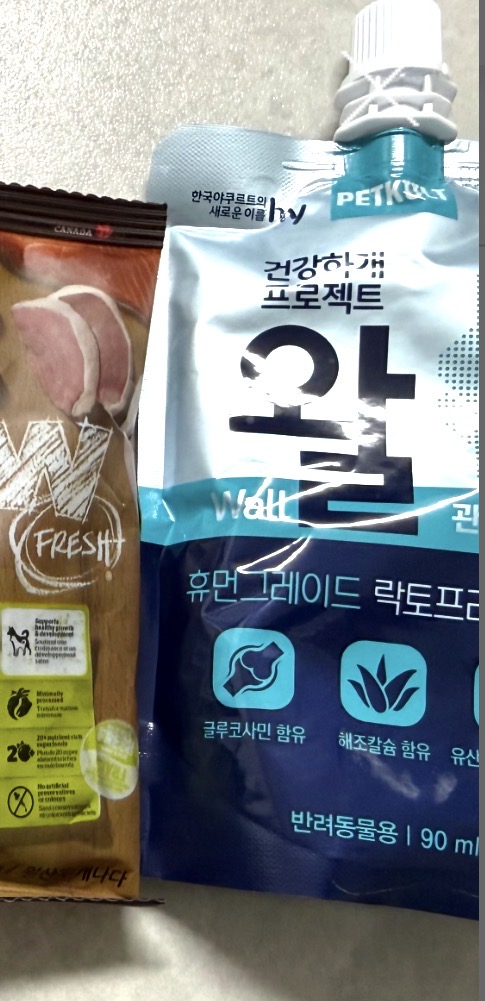 CANADA
W
FRESH
Supports
healthy growth
& development
Minimally
processed
No artificial
preservatives
or colours
한국야쿠르트의
새로운 이름 hy
PETKULT
건강하개
프로젝트
왈
Wall
관
휴먼그레이드 락토프리
글루코사민 함유
해조칼슘 함유
유산
반려동물용 | 90 ml